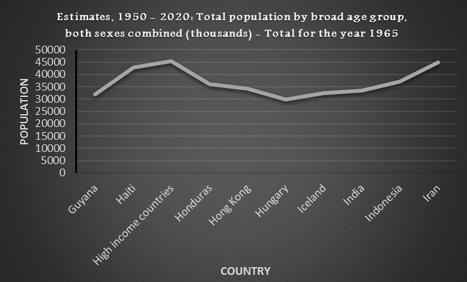 Estimates, 1950 – 2020: Total population by broad age group,
both sexes combined (thousands) – Total for the year 1965
POPULATION
50000
45000
40000
35000
30000
25000
20000
15000
10000
5000
0
Guyana
Haiti
High income countries
Honduras
Hong Kong
Hungary
Iceland
India
Indonesia
Iran
COUNTRY